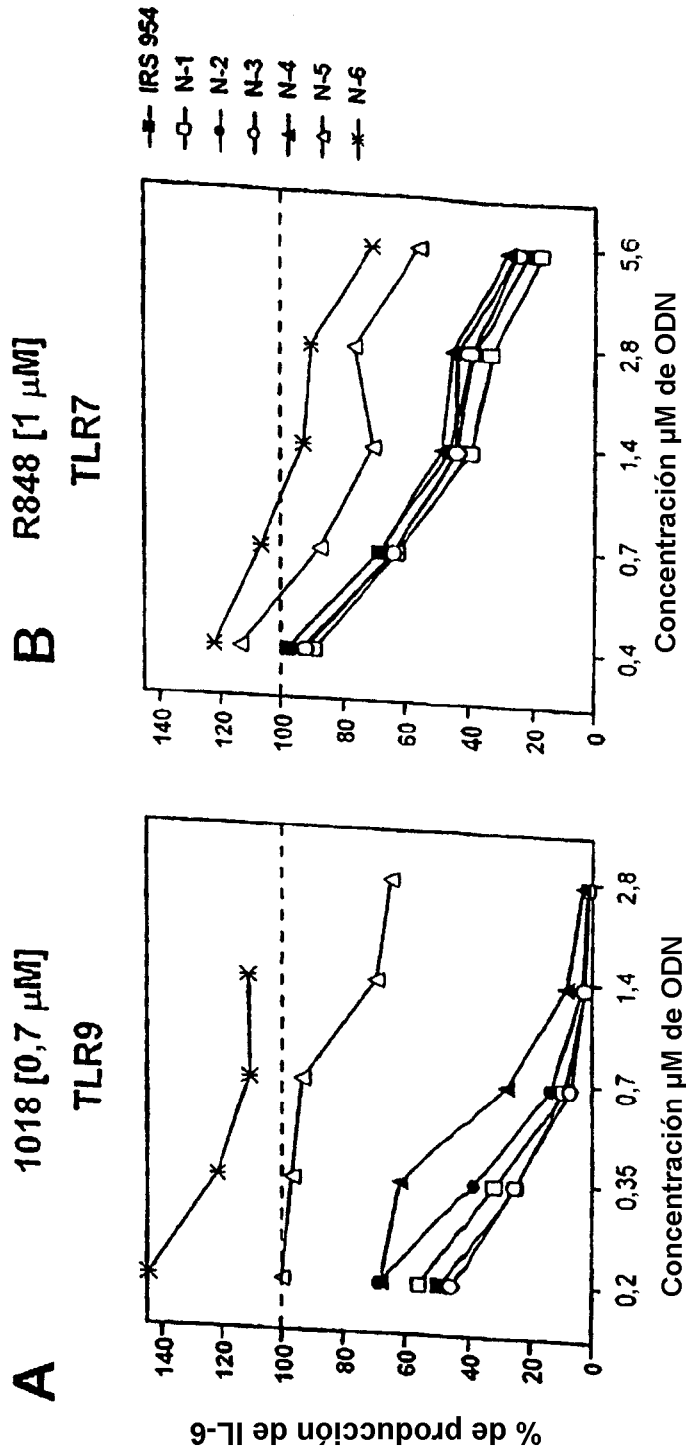 A
1018 [0,7 µM]
TLR9
% de producción de IL-6
140
120
100
80
60
40
20
0
0,2
0,35
0,7
1,4
2,8
Concentración µM de ODN
B
R848 [1 µM]
TLR7
140
120
100
80
60
40
20
0
0,4
0,7
1,4
2,8
5,6
Concentración µM de ODN
IRS 954
N-1
N-2
N-3
N-4
N-5
N-6